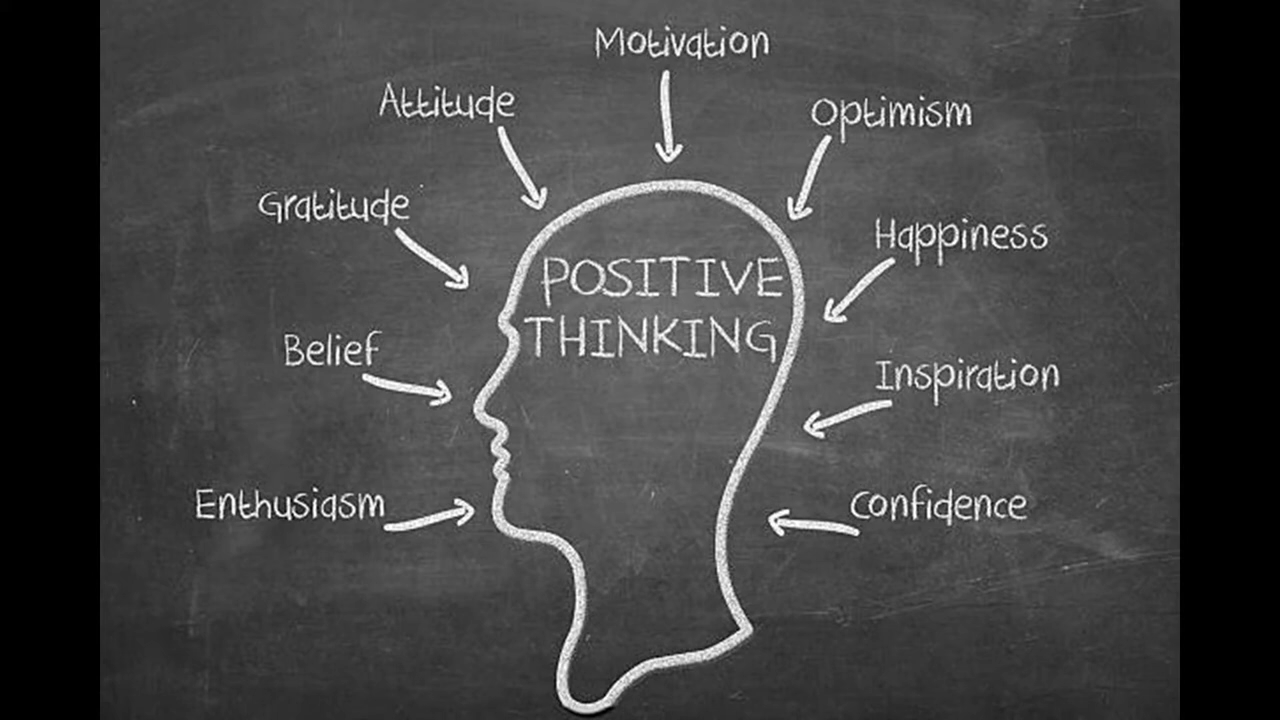 Motivation
Attitude
Optimism
Gratitude
Happiness
POSITIVE
THINKING
Belief
Inspiration
Enthusiasm
Confidence